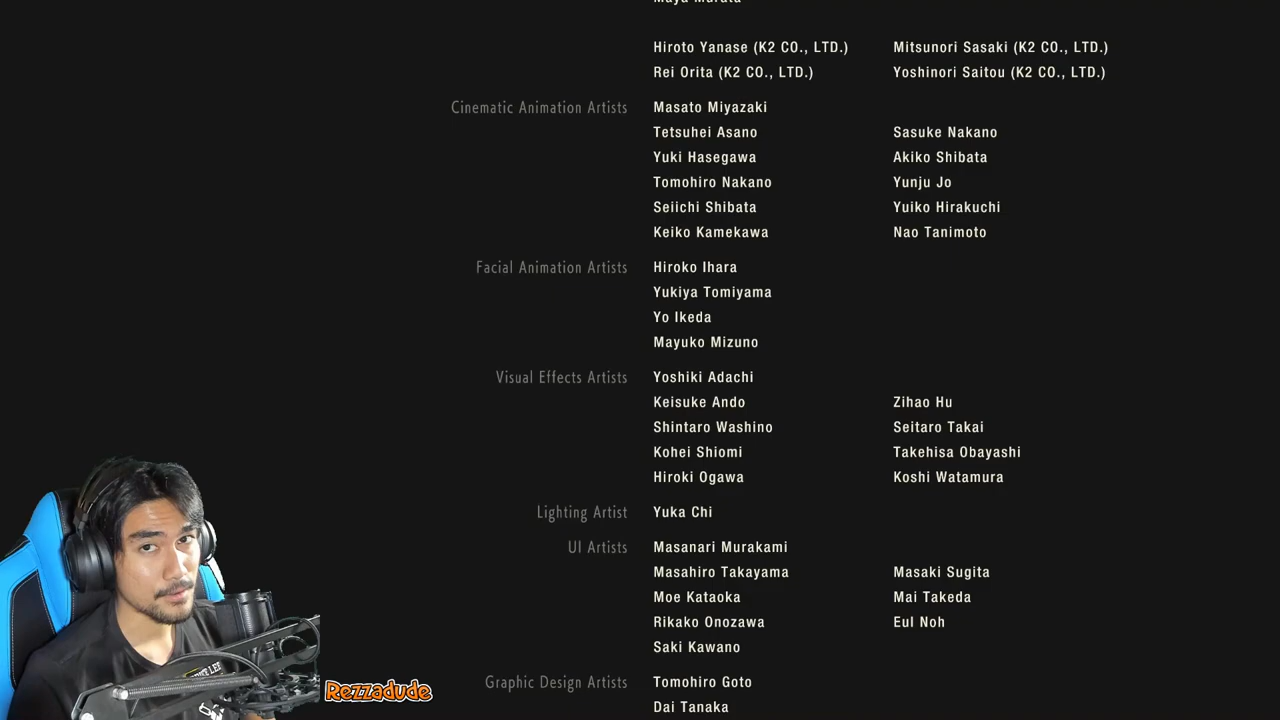 Hiroto Yanase (K2 CO., LTD.) Mitsunori Sasaki (K2 CO., LTD.)
Rei Orita (K2 CO., LTD.) Yoshinori Saitou (K2 CO., LTD.)
Cinematic Animation Artists Masato Miyazaki
Tetsuhei Asano Sasuke Nakano
Yuki Hasegawa Akiko Shibata
Tomohiro Nakano Yunju Jo
Seiichi Shibata Yuiko Hirakuchi
Keiko Kamekawa Nao Tanimoto
Facial Animation Artists Hiroko Ihara
Yukiya Tomiyama
Yo Ikeda
Mayuko Mizuno
Visual Effects Artists Yoshiki Adachi
Keisuke Ando Zihao Hu
Shintaro Washino Seitaro Takai
Kohei Shiomi Takehisa Obayashi
Hiroki Ogawa Koshi Watamura
Lighting Artist Yuka Chi
UI Artists Masanari Murakami
Masahiro Takayama Masaki Sugita
Moe Kataoka Mai Takeda
Rikako Onozawa Eul Noh
Saki Kawano
Graphic Design Artists Tomohiro Goto
Dai Tanaka
Rezzadude